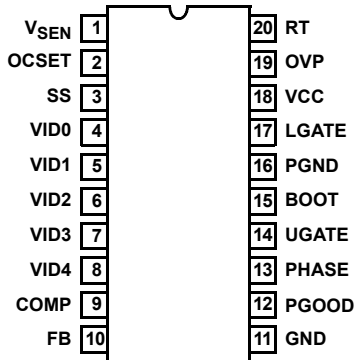 V_SEN 1 20 RT
OCSET 2 19 OVP
SS 3 18 VCC
VID0 4 17 LGATE
VID1 5 16 PGND
VID2 6 15 BOOT
VID3 7 14 UGATE
VID4 8 13 PHASE
COMP 9 12 PGOOD
FB 10 11 GND